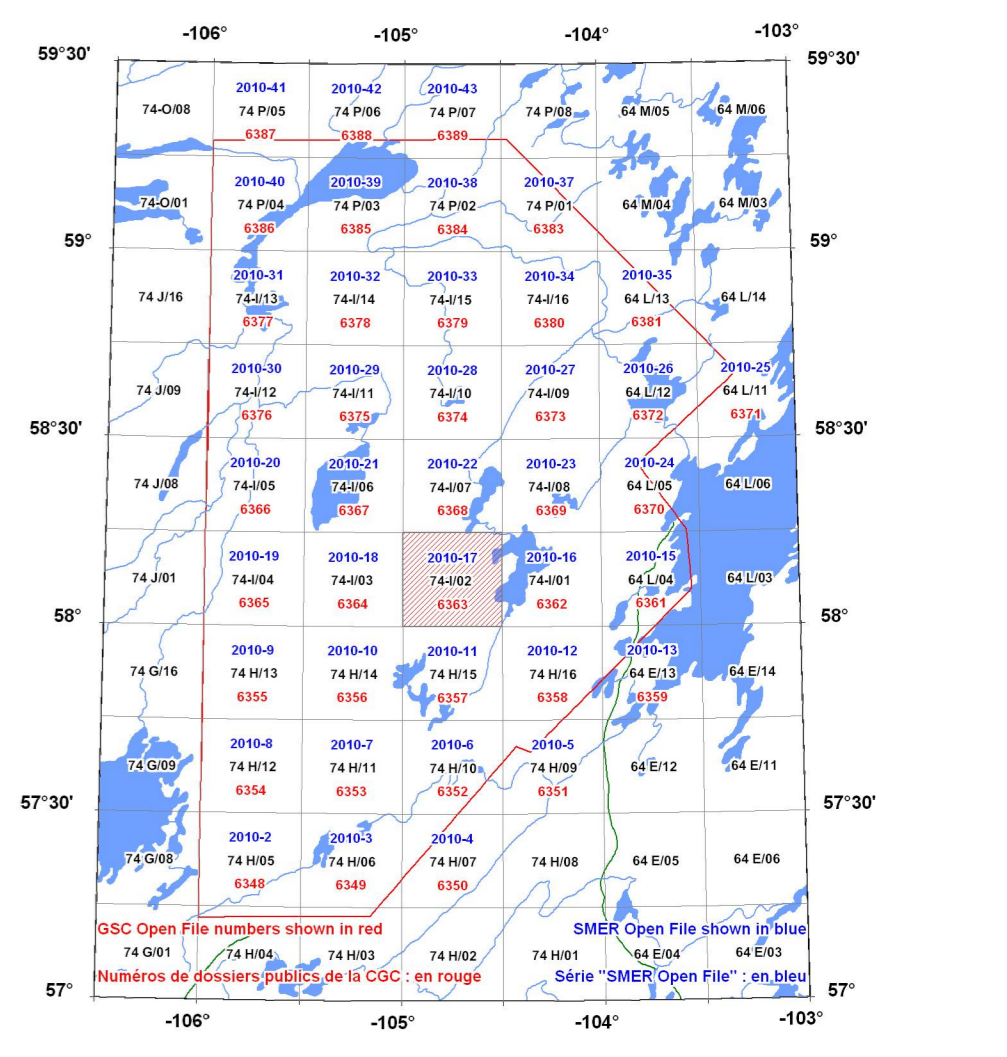 -106° -105° -104° -103°
59°30' 59°30'
2010-41 2010-42 2010-43
74-O/08 74 P/05 74 P/06 74 P/07 74 P/08 64 M/05 64 M/06
6387 6388 6389
2010-40 2010-39 2010-38 2010-37
74-O/01 74 P/04 74 P/03 74 P/02 74 P/01 64 M/04 64 M/03
6386 6385 6384 6383
59° 59°
2010-31 2010-32 2010-33 2010-34 2010-35
74 J/16 74-I/13 74-I/14 74-I/15 74-I/16 64 L/13 64 L/14
6377 6378 6379 6380 6381
2010-30 2010-29 2010-28 2010-27 2010-26 2010-25
74 J/09 74-I/12 74-I/11 74-I/10 74-I/09 64 L/12 64 L/11
6376 6375 6374 6373 6372 6371
58°30' 58°30'
2010-20 2010-21 2010-22 2010-23 2010-24
74 J/08 74-I/05 74-I/06 74-I/07 74-I/08 64 L/05 64 L/06
6366 6367 6368 6369 6370
2010-19 2010-18 2010-17 2010-16 2010-15
74 J/01 74-I/04 74-I/03 74-I/02 74-I/01 64 L/04 64 L/03
6365 6364 6363 6362 6361
58° 58°
2010-9 2010-10 2010-11 2010-12 2010-13
74 G/16 74 H/13 74 H/14 74 H/15 74 H/16 64 E/13 64 E/14
6355 6356 6357 6358 6359
2010-8 2010-7 2010-6 2010-5
74 G/09 74 H/12 74 H/11 74 H/10 74 H/09 64 E/12 64 E/11
6354 6353 6352 6351
57°30' 57°30'
2010-2 2010-3 2010-4
74 G/08 74 H/05 74 H/06 74 H/07 74 H/08 64 E/05 64 E/06
6348 6349 6350
GSC Open File numbers shown in red SMER Open File shown in blue
74 G/01 74 H/04 74 H/03 74 H/02 74 H/01 64 E/04 64 E/03
Numéros de dossiers publics de la CGC : en rouge Série "SMER Open File" : en bleu
57° 57°
-106° -105° -104° -103°